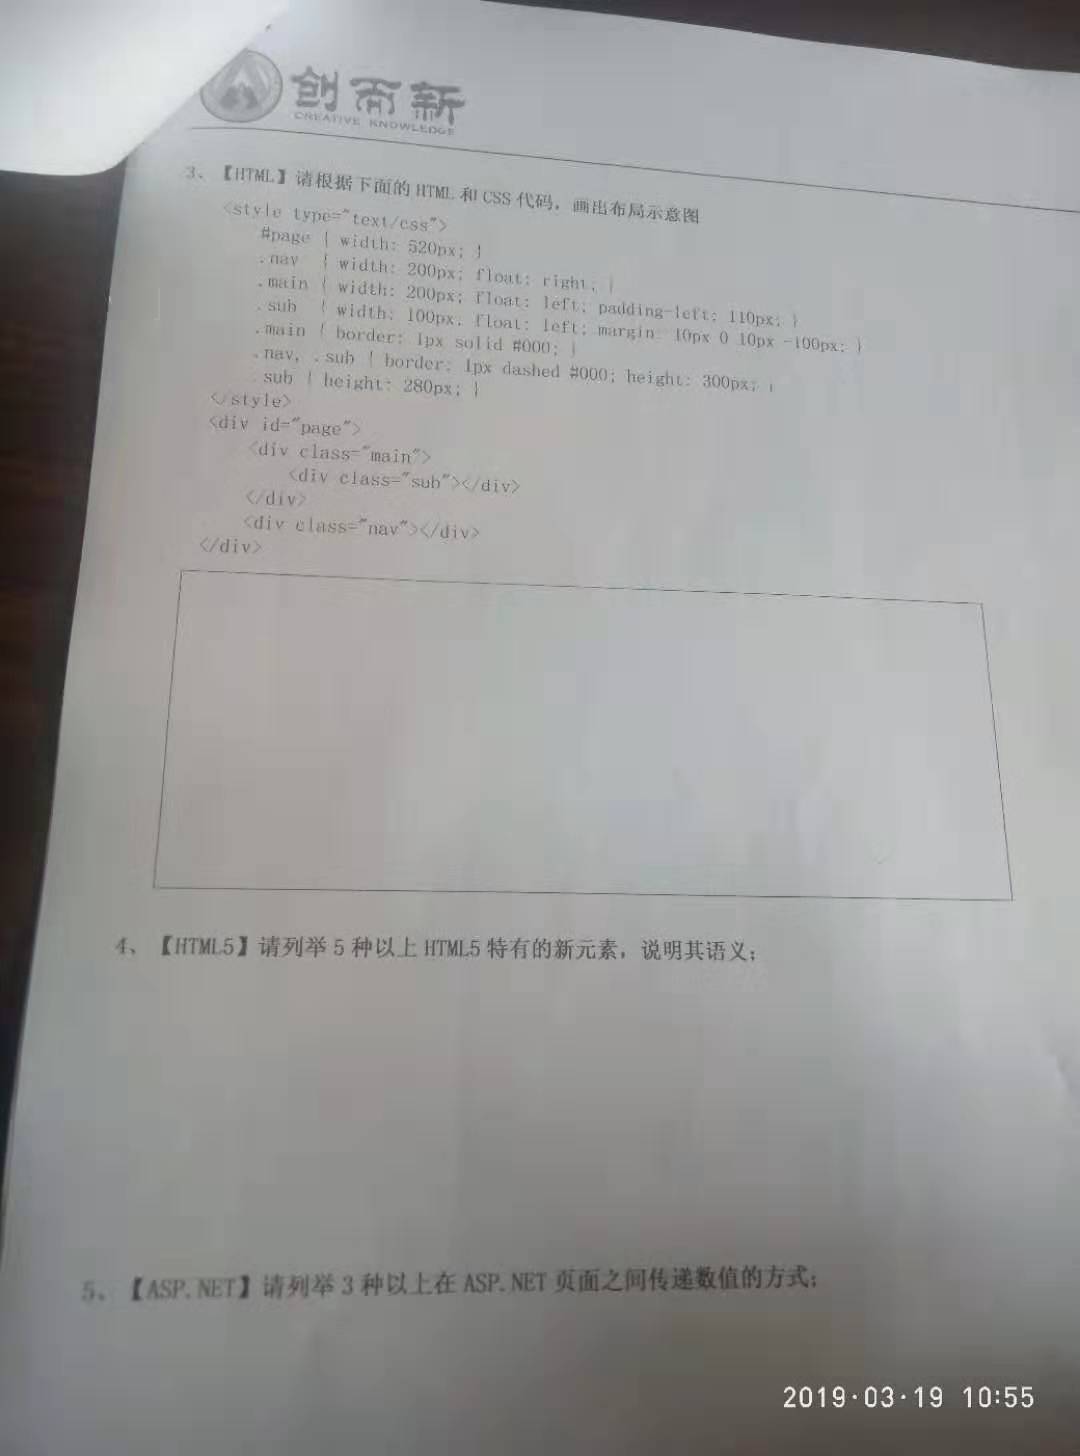 创而新
CREATIVE KNOWLEDGE
3、【HTML】请根据下面的 HTML 和 CSS 代码，画出布局示意图
<style type="text/css">
#page { width: 520px; }
.nav { width: 200px; float: right; }
.main { width: 200px; float: left; padding-left: 110px; }
.sub { width: 100px; float: left; margin: 10px 0 10px -100px; }
.main { border: 1px solid #000; }
.nav, .sub { border: 1px dashed #000; height: 300px; }
.sub { height: 280px; }
</style>
<div id="page">
<div class="main">
<div class="sub"></div>
</div>
<div class="nav"></div>
</div>
4、【HTML5】请列举 5 种以上 HTML5 特有的新元素，说明其语义；
5、【ASP.NET】请列举 3 种以上在 ASP.NET 页面之间传递数值的方式；
2019·03·19 10:55